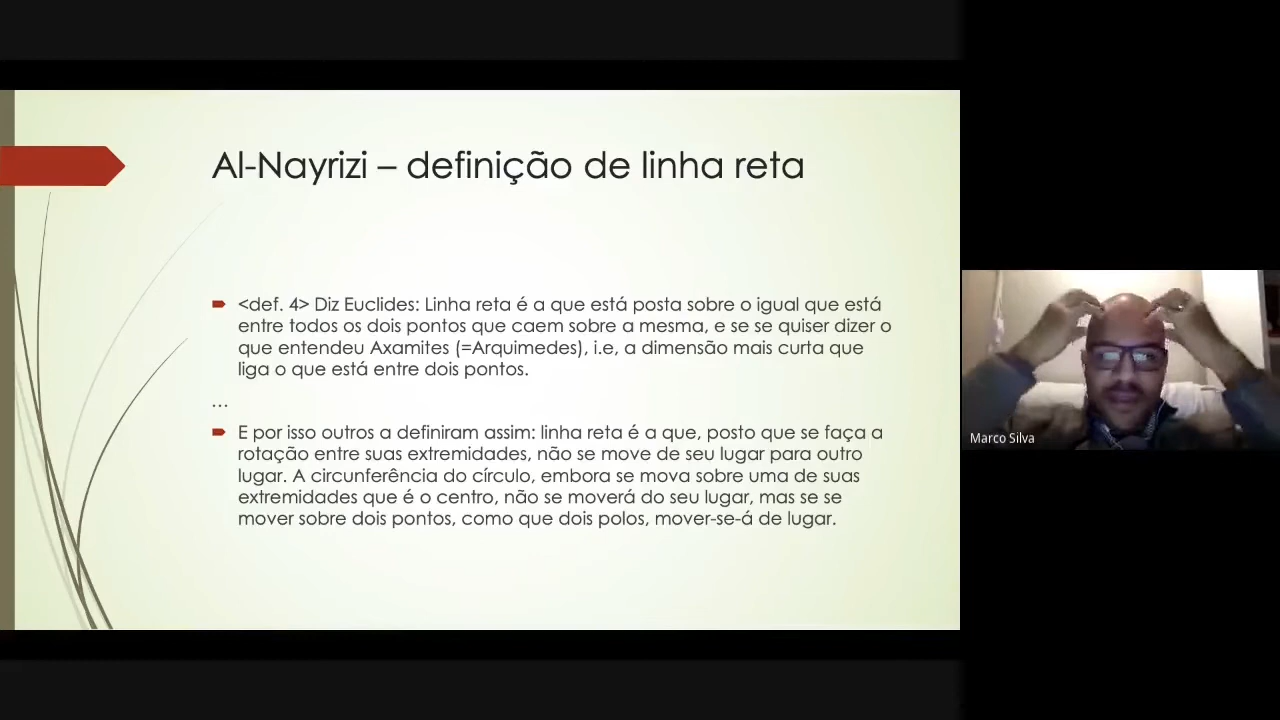 Al-Nayrizi – definição de linha reta
<def. 4> Diz Euclides: Linha reta é a que está posta sobre o igual que está
entre todos os dois pontos que caem sobre a mesma, e se se quiser dizer o
que entendeu Axamites (=Arquimedes), i.e, a dimensão mais curta que
liga o que está entre dois pontos.
…
E por isso outros a definiram assim: linha reta é a que, posto que se faça a
rotação entre suas extremidades, não se move de seu lugar para outro
lugar. A circunferência do círculo, embora se mova sobre uma de suas
extremidades que é o centro, não se moverá do seu lugar, mas se se
mover sobre dois pontos, como que dois polos, mover-se-á de lugar.
Marco Silva